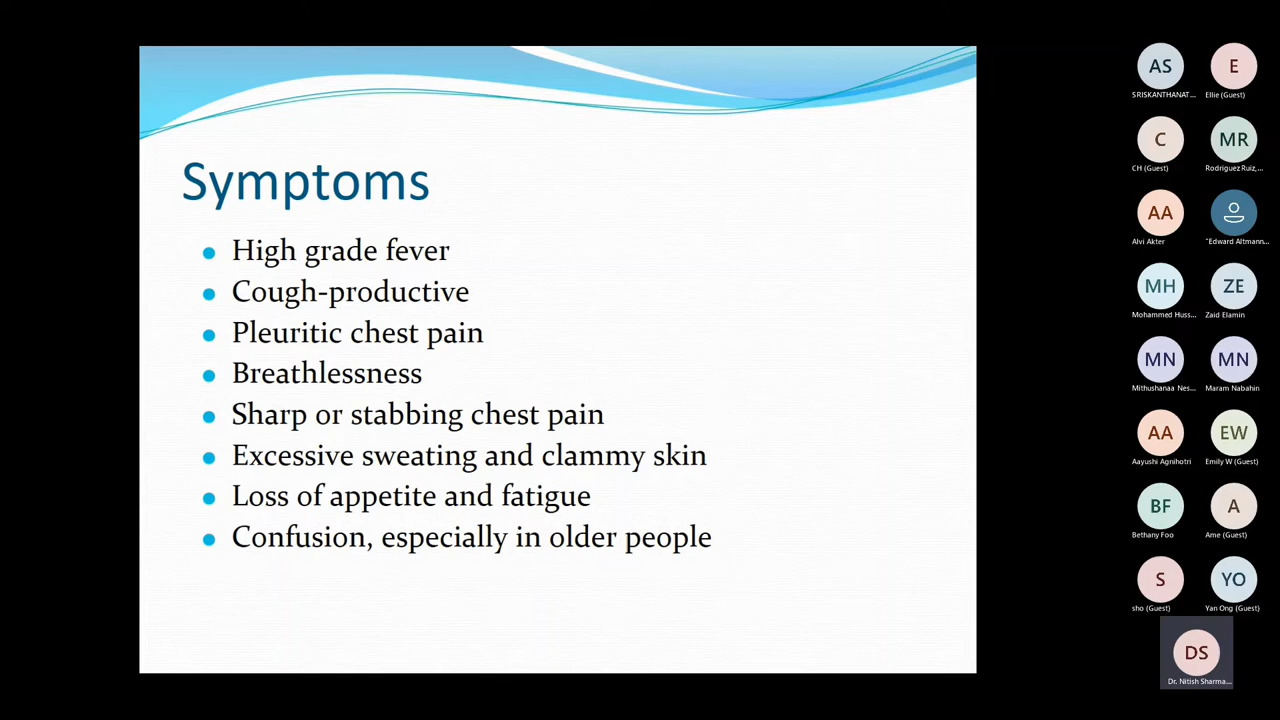 Symptoms
High grade fever
Cough-productive
Pleuritic chest pain
Breathlessness
Sharp or stabbing chest pain
Excessive sweating and clammy skin
Loss of appetite and fatigue
Confusion, especially in older people
AS
E
SRISKANTHANAT...
Ellie (Guest)
C
MR
CH (Guest)
Rodriguez Ruiz,...
AA
Alvi Akter
"Edward Altmann...
MH
ZE
Mohammed Huss...
Zaid Elamin
MN
MN
Mithushanaa Nes...
Maram Nabahin
AA
EW
Aayushi Agnihotri
Emily W (Guest)
BF
A
Bethany Foo
Ame (Guest)
S
YO
sho (Guest)
Yan Ong (Guest)
DS
Dr. Nitish Sharma...